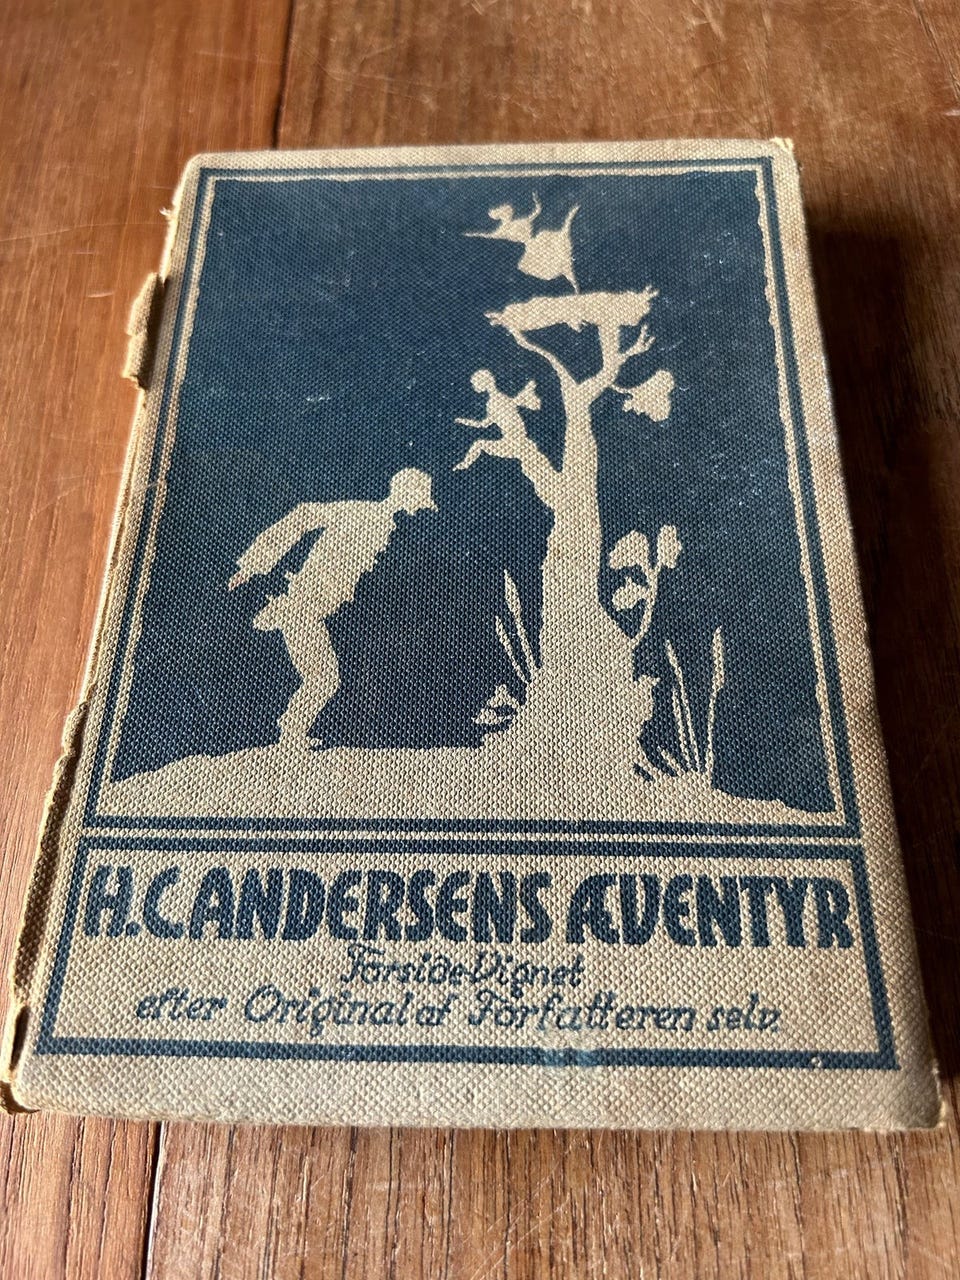 H.C. ANDERSENS ÆVENTYR
Forside-Vignet
efter Original af Forfatteren selv.